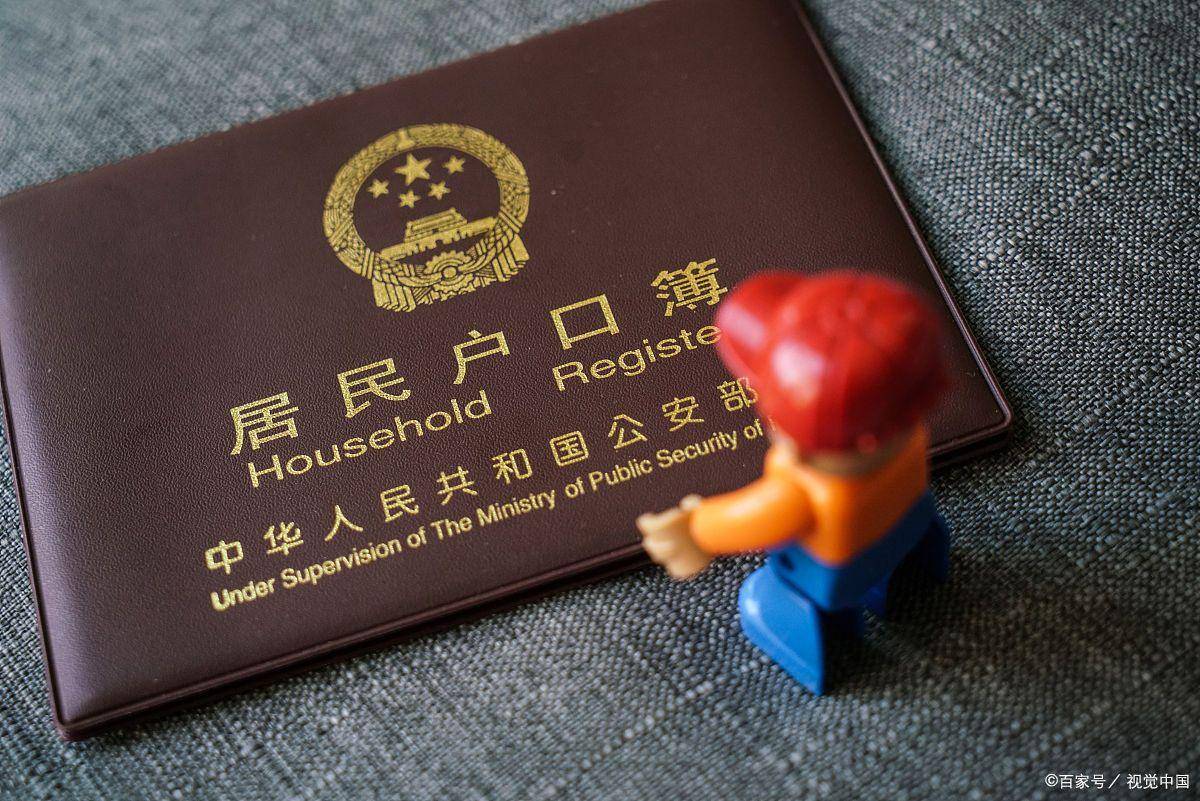 居民户口簿
Household Registe
中华人民共和国公安部
Under Supervision of The Ministry of Public Security of
©百家号／视觉中国